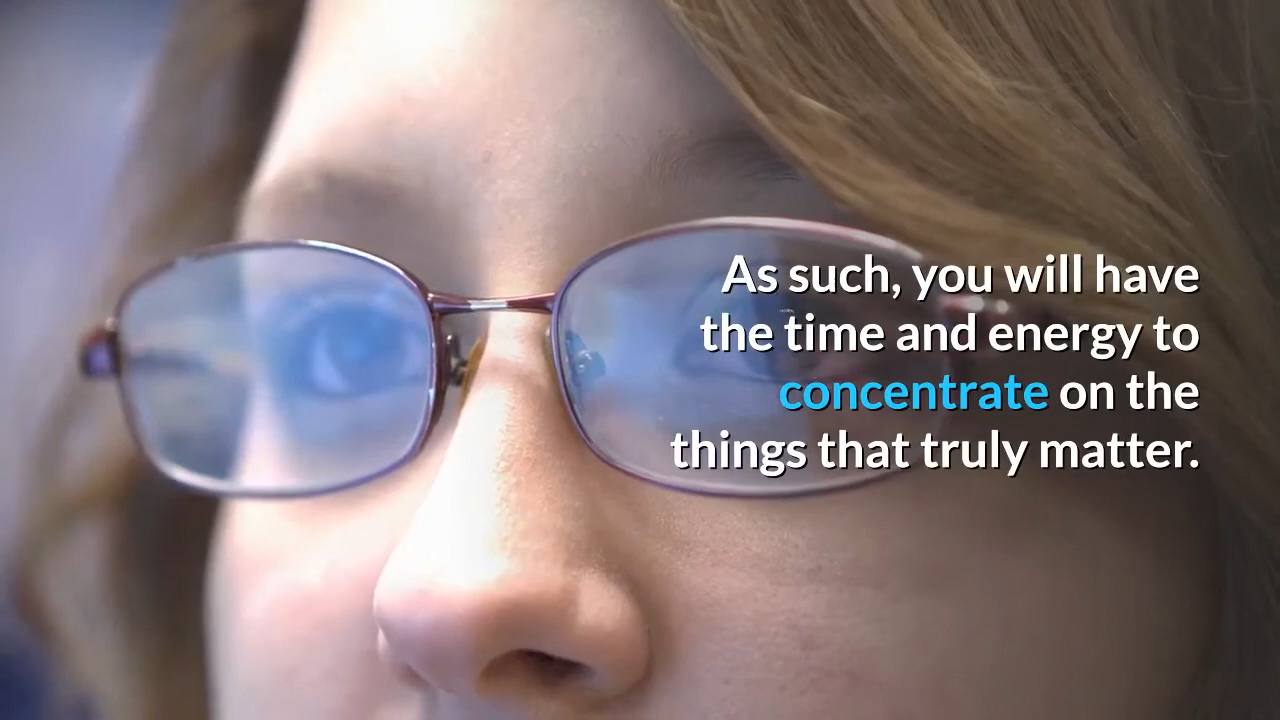 As such, you will have
the time and energy to
concentrate on the
things that truly matter.